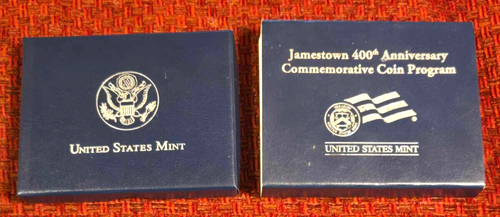 UNITED STATES MINT
Jamestown 400th Anniversary
Commemorative Coin Program
UNITED STATES MINT